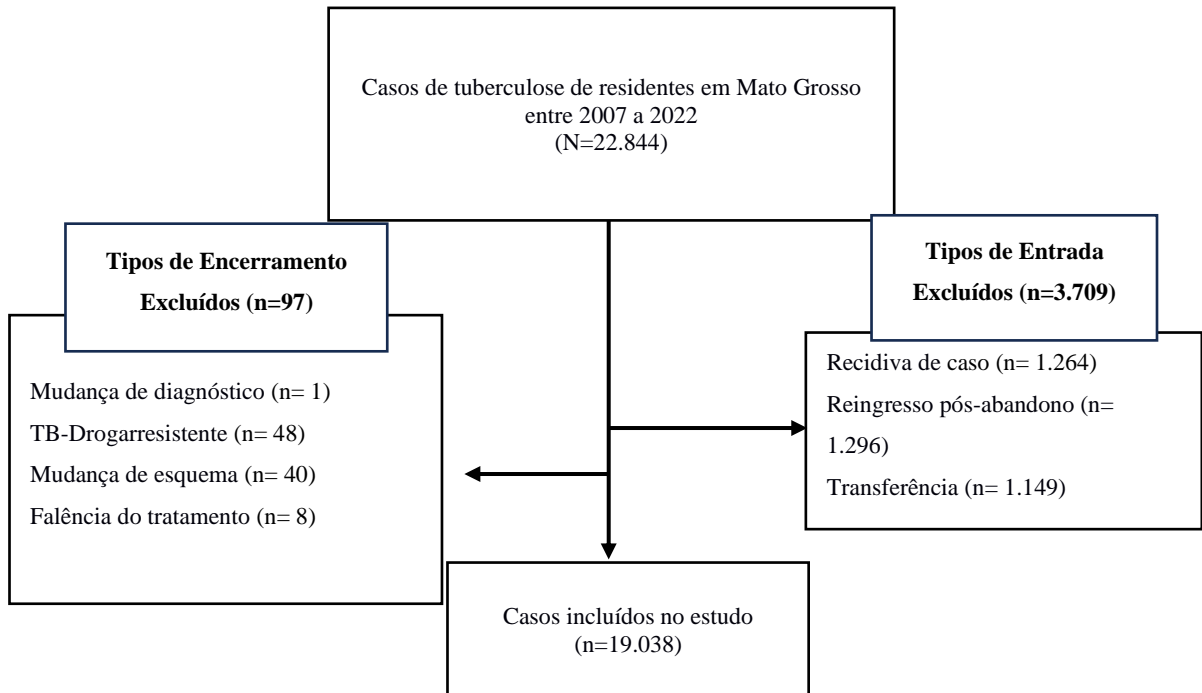 Casos de tuberculose de residentes em Mato Grosso
entre 2007 a 2022
(N=22.844)
Tipos de Encerramento
Excluídos (n=97)
Mudança de diagnóstico (n= 1)
TB-Drogarresistente (n= 48)
Mudança de esquema (n= 40)
Falência do tratamento (n= 8)
Tipos de Entrada
Excluídos (n=3.709)
Recidiva de caso (n= 1.264)
Reingresso pós-abandono (n=
1.296)
Transferência (n= 1.149)
Casos incluídos no estudo
(n=19.038)